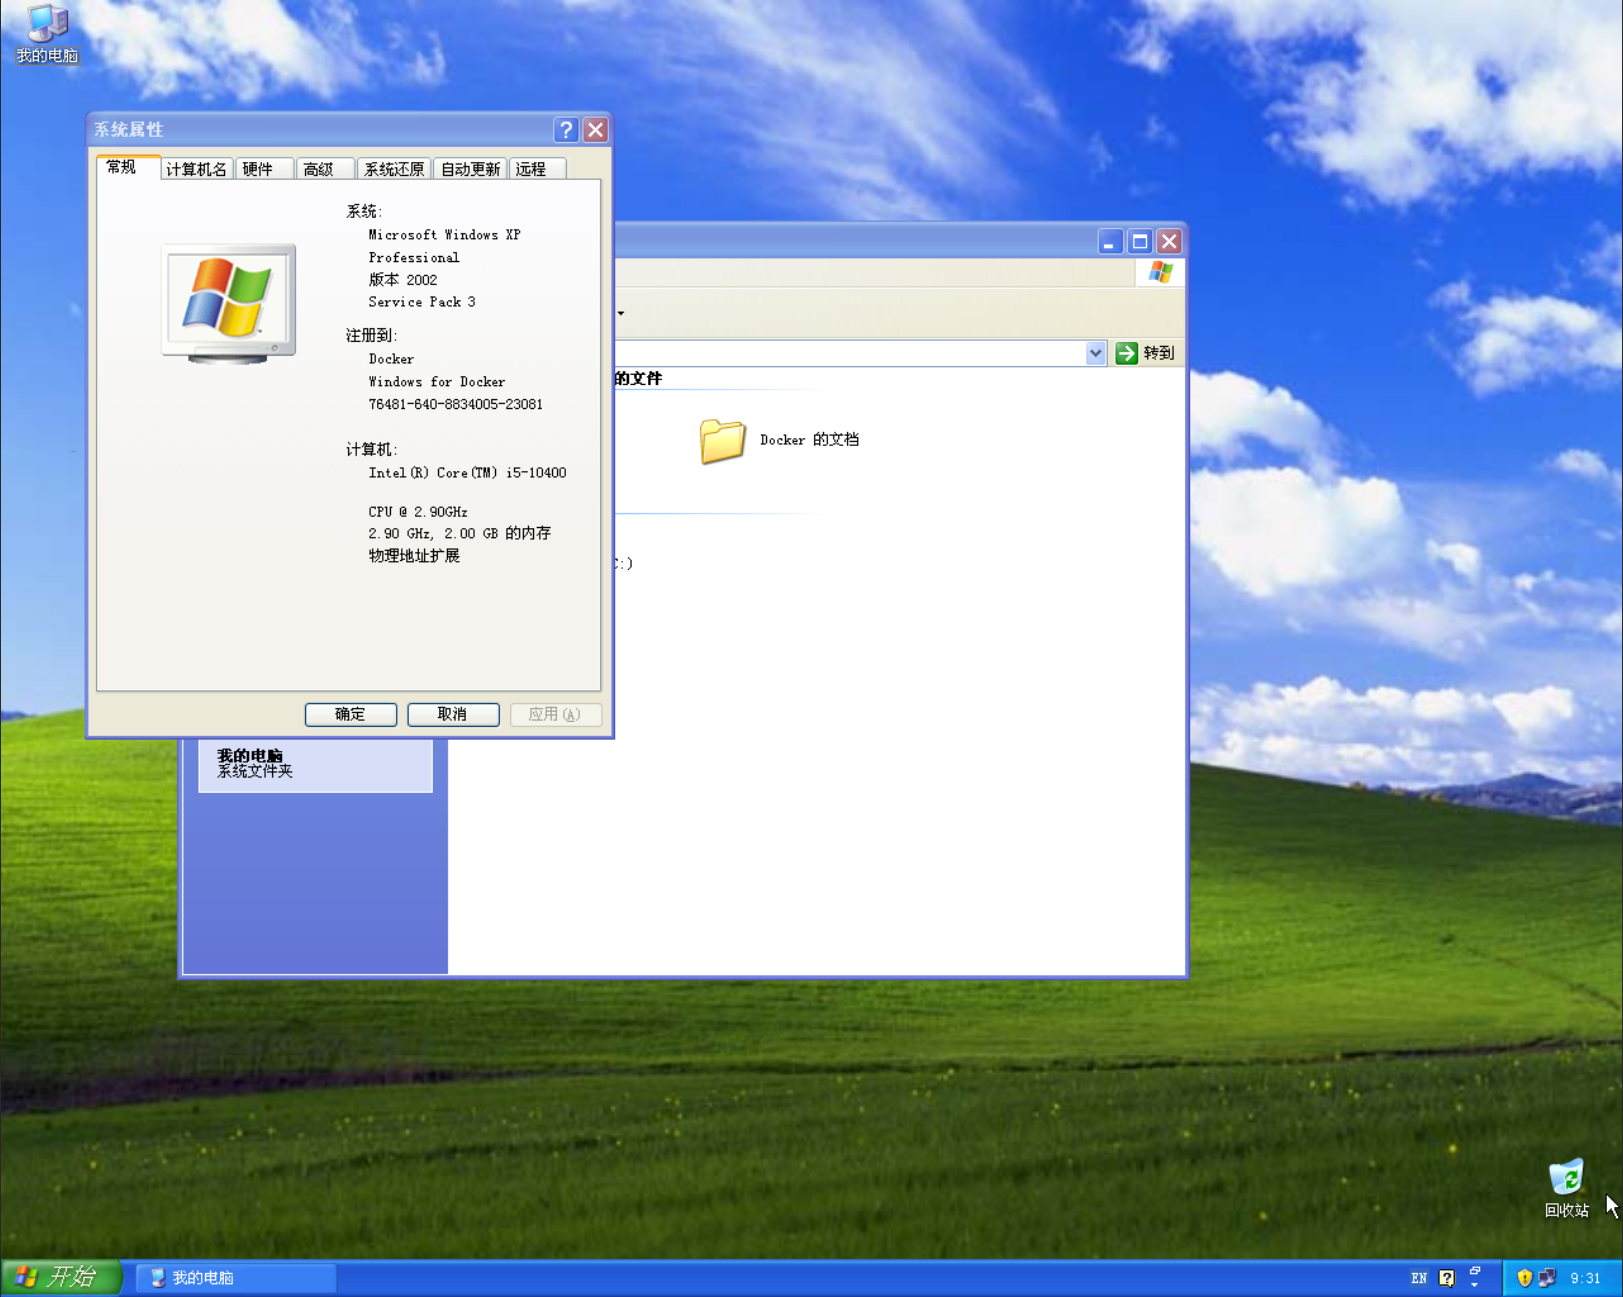 我的电脑
系统属性
常规 计算机名 硬件 高级 系统还原 自动更新 远程
系统:
Microsoft Windows XP
Professional
版本 2002
Service Pack 3
注册到:
Docker
Windows for Docker
76481-640-8834005-23081
计算机:
Intel(R) Core(TM) i5-10400
CPU @ 2.90GHz
2.90 GHz, 2.00 GB 的内存
物理地址扩展
确定 取消 应用(A)
转到
的文件
Docker 的文档
C:)
我的电脑
系统文件夹
回收站
开始 我的电脑 EN 9:31